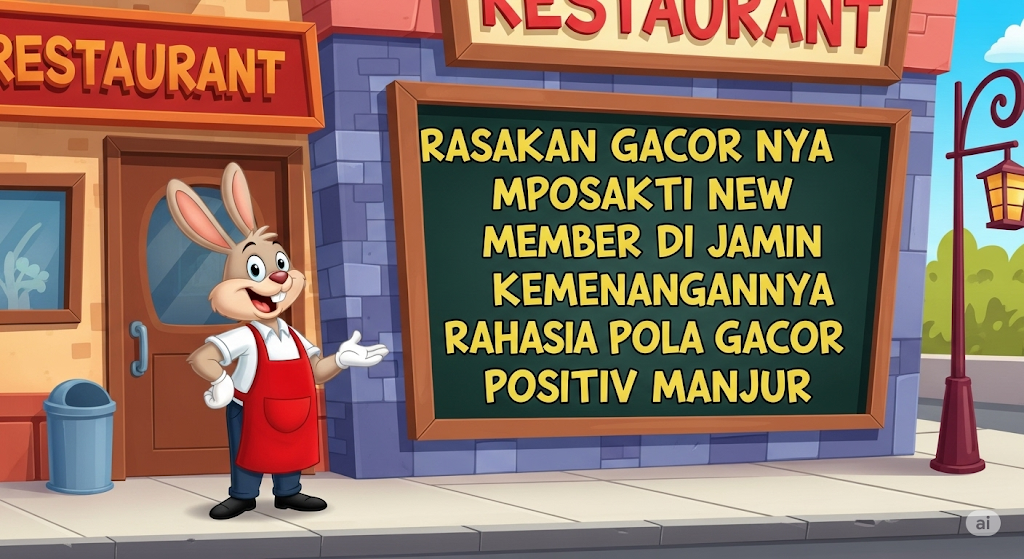 RESTAURANT
RESTAURANT
RASAKAN GACOR NYA
MPOSAKTI NEW
MEMBER DI JAMIN
KEMENANGANNYA
RAHASIA POLA GACOR
POSITIV MANJUR
ai